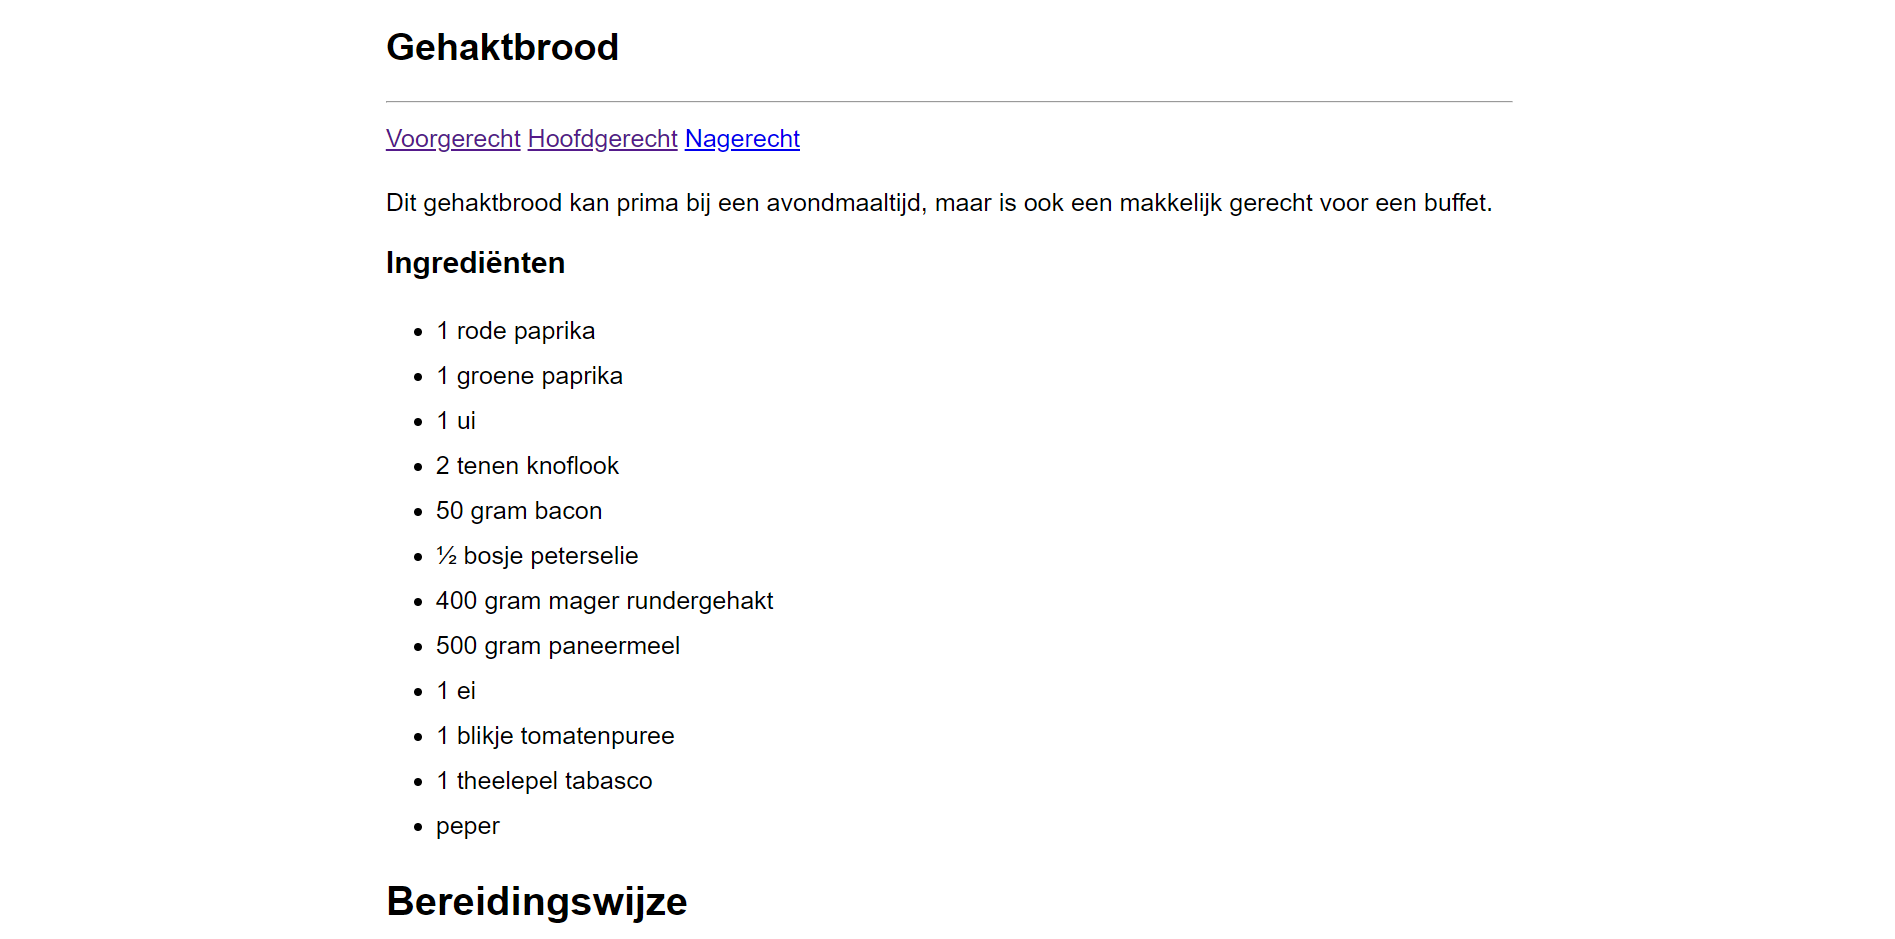 Gehaktbrood
Voorgerecht Hoofdgerecht Nagerecht
Dit gehaktbrood kan prima bij een avondmaaltijd, maar is ook een makkelijk gerecht voor een buffet.
Ingrediënten
1 rode paprika
1 groene paprika
1 ui
2 tenen knoflook
50 gram bacon
½ bosje peterselie
400 gram mager rundergehakt
500 gram paneermeel
1 ei
1 blikje tomatenpuree
1 theelepel tabasco
peper
Bereidingswijze